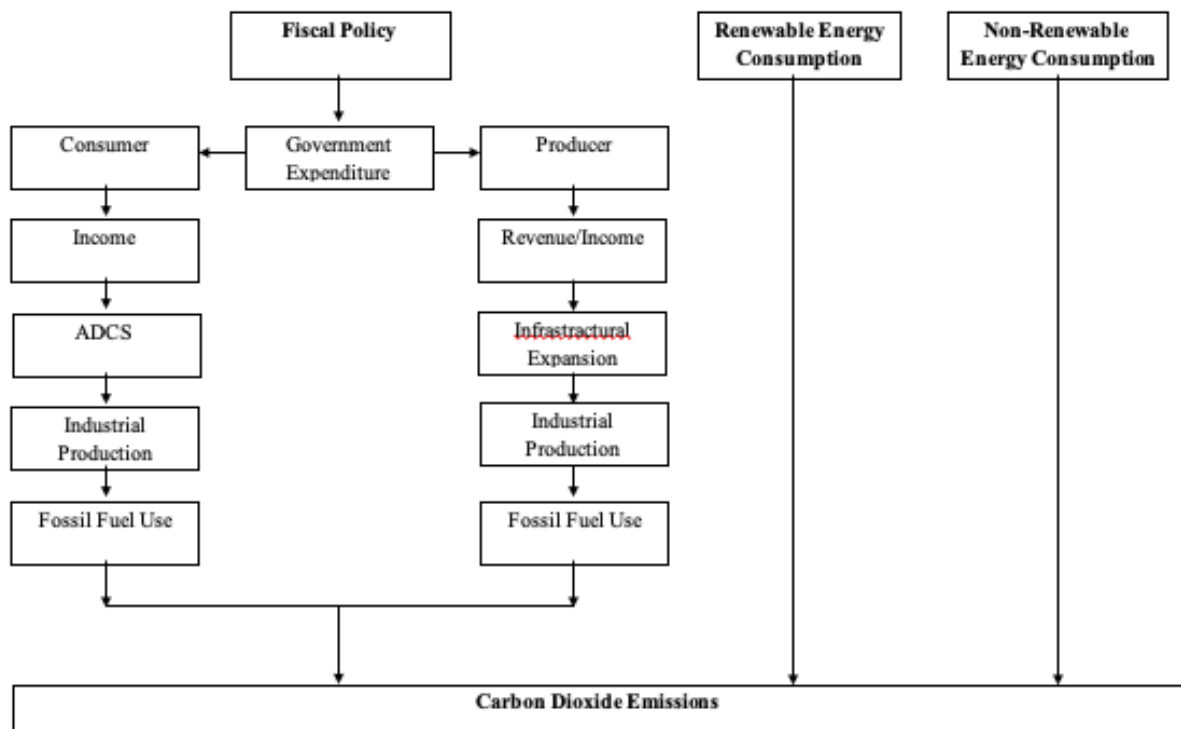 Fiscal Policy
Renewable Energy
Consumption
Non-Renewable
Energy Consumption
Consumer
Government
Expenditure
Producer
Income
Revenue/Income
ADCS
Infrastractural
Expansion
Industrial
Production
Industrial
Production
Fossil Fuel Use
Fossil Fuel Use
Carbon Dioxide Emissions